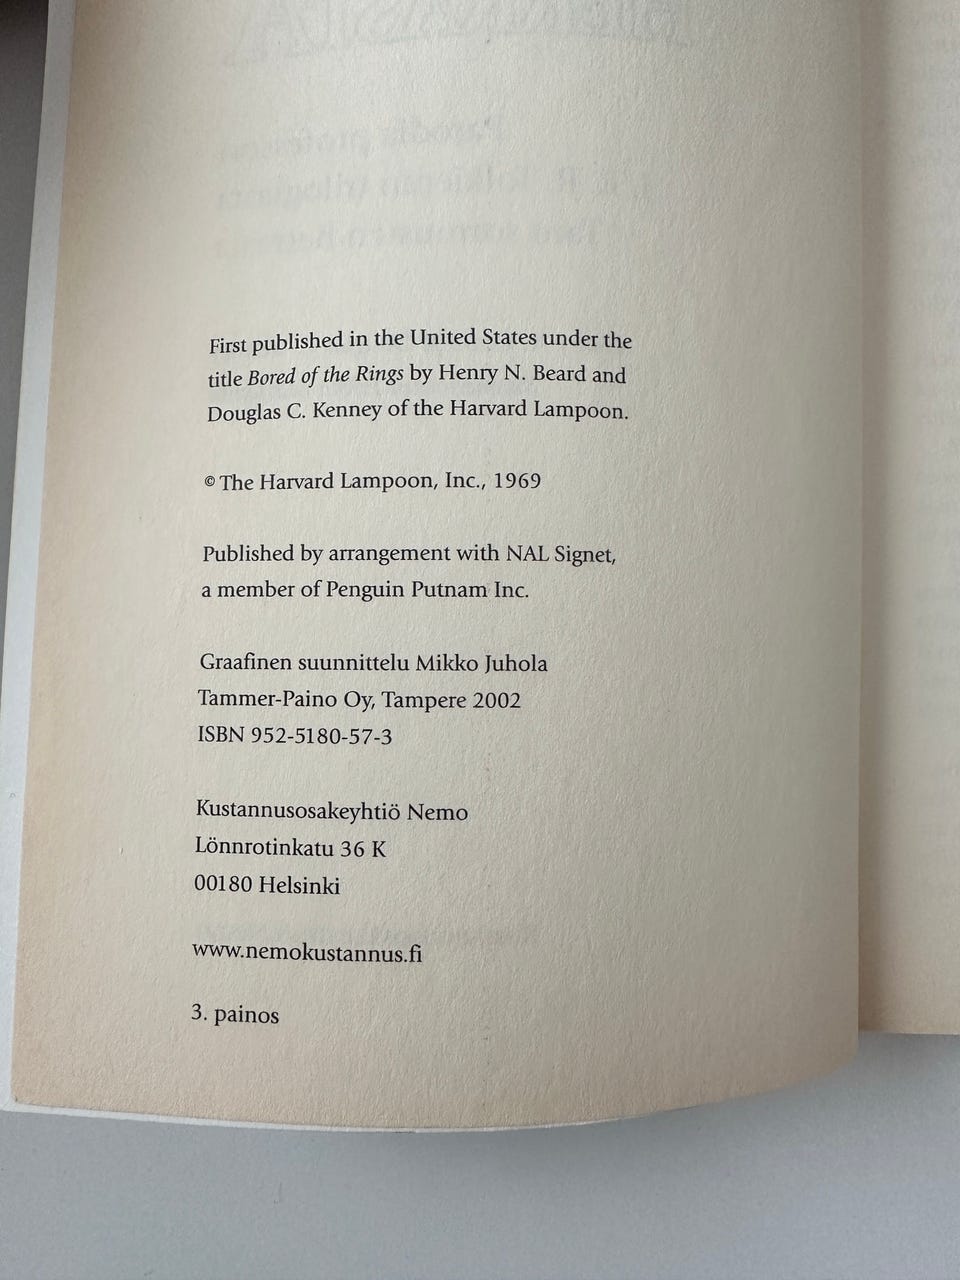 First published in the United States under the
title Bored of the Rings by Henry N. Beard and
Douglas C. Kenney of the Harvard Lampoon.
© The Harvard Lampoon, Inc., 1969
Published by arrangement with NAL Signet,
a member of Penguin Putnam Inc.
Graafinen suunnittelu Mikko Juhola
Tammer-Paino Oy, Tampere 2002
ISBN 952-5180-57-3
Kustannusosakeyhtiö Nemo
Lönnrotinkatu 36 K
00180 Helsinki
www.nemokustannus.fi
3. painos